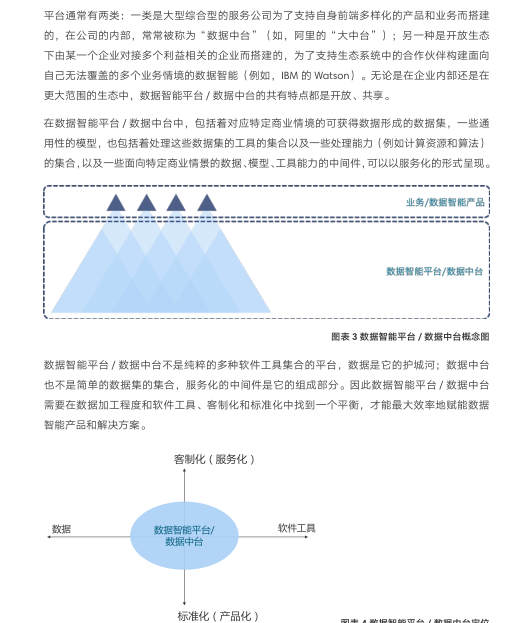 平台通常有两类：一类是大型综合型的服务公司为了支持自身前端多样化的产品和业务而搭建
的，在公司的内部，常常被称为“数据中台”（如，阿里的“大中台”）；另一种是开放生态
下由某一个企业对接多个利益相关的企业而搭建的，为了支持生态系统中的合作伙伴构建面向
自己无法覆盖的多个业务情境的数据智能（例如，IBM 的 Watson）。无论是在企业内部还是在
更大范围的生态中，数据智能平台 / 数据中台的共有特点都是开放、共享。
在数据智能平台 / 数据中台中，包括着对应特定商业情境的可获得数据形成的数据集，一些通
用性的模型，也包括着处理这些数据集的工具的集合以及一些处理能力（例如计算资源和算法）
的集合，以及一些面向特定商业情景的数据、模型、工具能力的中间件，可以以服务化的形式呈现。
业务/数据智能产品
数据智能平台/数据中台
图表 3 数据智能平台 / 数据中台概念图
数据智能平台 / 数据中台不是纯粹的多种软件工具集合的平台，数据是它的护城河；数据中台
也不是简单的数据集的集合，服务化的中间件是它的组成部分。因此数据智能平台 / 数据中台
需要在数据加工程度和软件工具、客制化和标准化中找到一个平衡，才能最大效率地赋能数据
智能产品和解决方案。
客制化（服务化）
数据
数据智能平台/
数据中台
软件工具
标准化（产品化）
图表 4 数据智能平台 / 数据中台定位